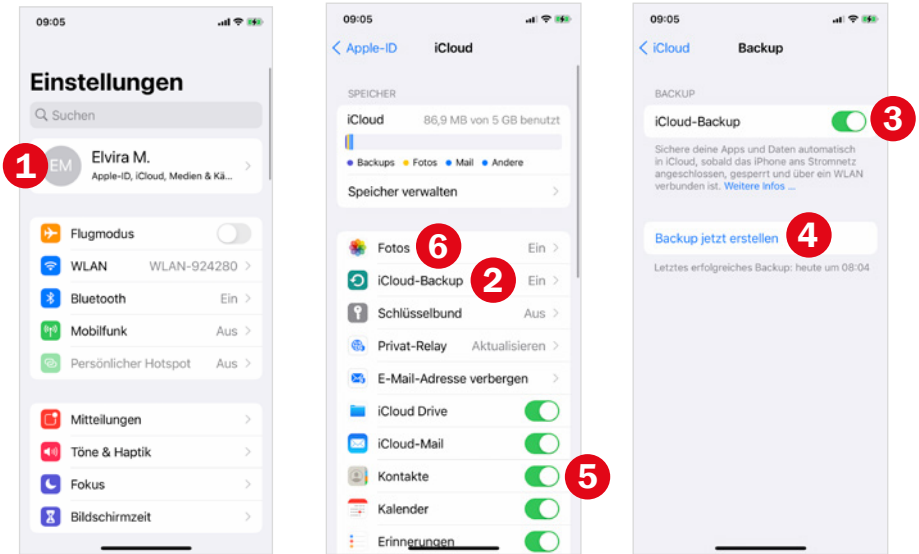 09:05
Einstellungen
Suchen
1
EM
Elvira M.
Apple-ID, iCloud, Medien & Kä...
Flugmodus
WLAN WLAN-924280
Bluetooth Ein
Mobilfunk Aus
Persönlicher Hotspot Aus
Mitteilungen
Töne & Haptik
Fokus
Bildschirmzeit
09:05
Apple-ID iCloud
SPEICHER
iCloud 86,9 MB von 5 GB benutzt
Backups Fotos Mail Andere
Speicher verwalten
Fotos 6 Ein
iCloud-Backup 2 Ein
Schlüsselbund Aus
Privat-Relay Aktualisieren
E-Mail-Adresse verbergen
iCloud Drive
iCloud-Mail
Kontakte 5
Kalender
Erinnerungen
09:05
iCloud Backup
BACKUP
iCloud-Backup 3
Sichere deine Apps und Daten automatisch
in iCloud, sobald das iPhone ans Stromnetz
angeschlossen, gesperrt und über ein WLAN
verbunden ist. Weitere Infos ...
Backup jetzt erstellen 4
Letztes erfolgreiches Backup: heute um 08:04